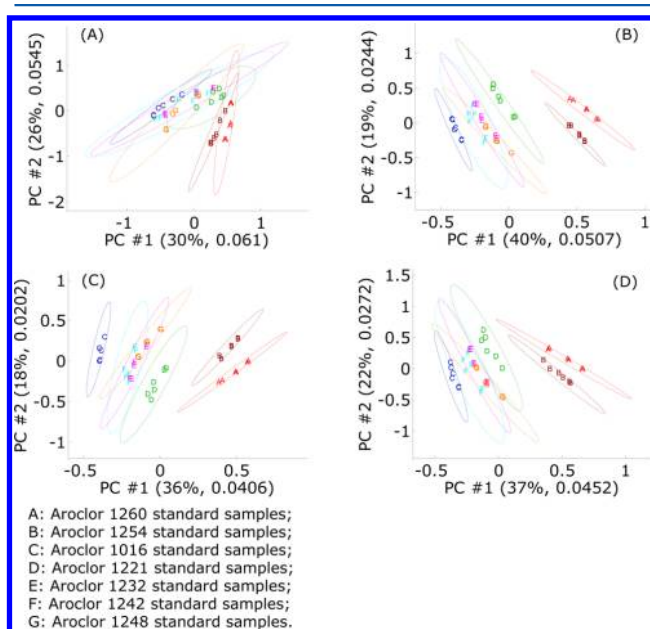 (A)
PC #2 (26%, 0.0545)
1
0
-1
-2
-1
0
1
PC #1 (30%, 0.061)
(B)
PC #2 (19%, 0.0244)
1
0.5
0
-0.5
-1
-0.5
0
0.5
1
PC #1 (40%, 0.0507)
(C)
PC #2 (18%, 0.0202)
1
0.5
0
-0.5
-1
-0.5
0
0.5
1
PC #1 (36%, 0.0406)
(D)
PC #2 (22%, 0.0272)
1.5
1
0.5
0
-0.5
-1
-0.5
0
0.5
1
PC #1 (37%, 0.0452)
A: Aroclor 1260 standard samples;
B: Aroclor 1254 standard samples;
C: Aroclor 1016 standard samples;
D: Aroclor 1221 standard samples;
E: Aroclor 1232 standard samples;
F: Aroclor 1242 standard samples;
G: Aroclor 1248 standard samples.